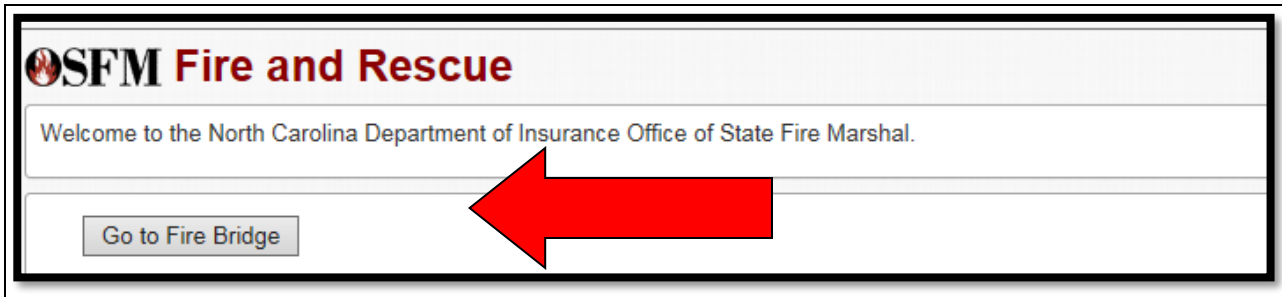 OSFM Fire and Rescue
Welcome to the North Carolina Department of Insurance Office of State Fire Marshal.
Go to Fire Bridge